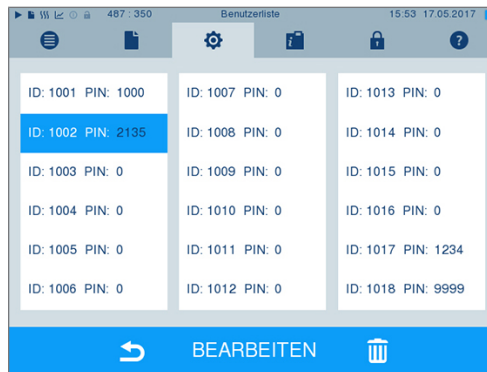 487 : 350 Benutzerliste 15:53 17.05.2017
ID: 1001 PIN: 1000
ID: 1002 PIN: 2135
ID: 1003 PIN: 0
ID: 1004 PIN: 0
ID: 1005 PIN: 0
ID: 1006 PIN: 0
ID: 1007 PIN: 0
ID: 1008 PIN: 0
ID: 1009 PIN: 0
ID: 1010 PIN: 0
ID: 1011 PIN: 0
ID: 1012 PIN: 0
ID: 1013 PIN: 0
ID: 1014 PIN: 0
ID: 1015 PIN: 0
ID: 1016 PIN: 0
ID: 1017 PIN: 1234
ID: 1018 PIN: 9999
BEARBEITEN